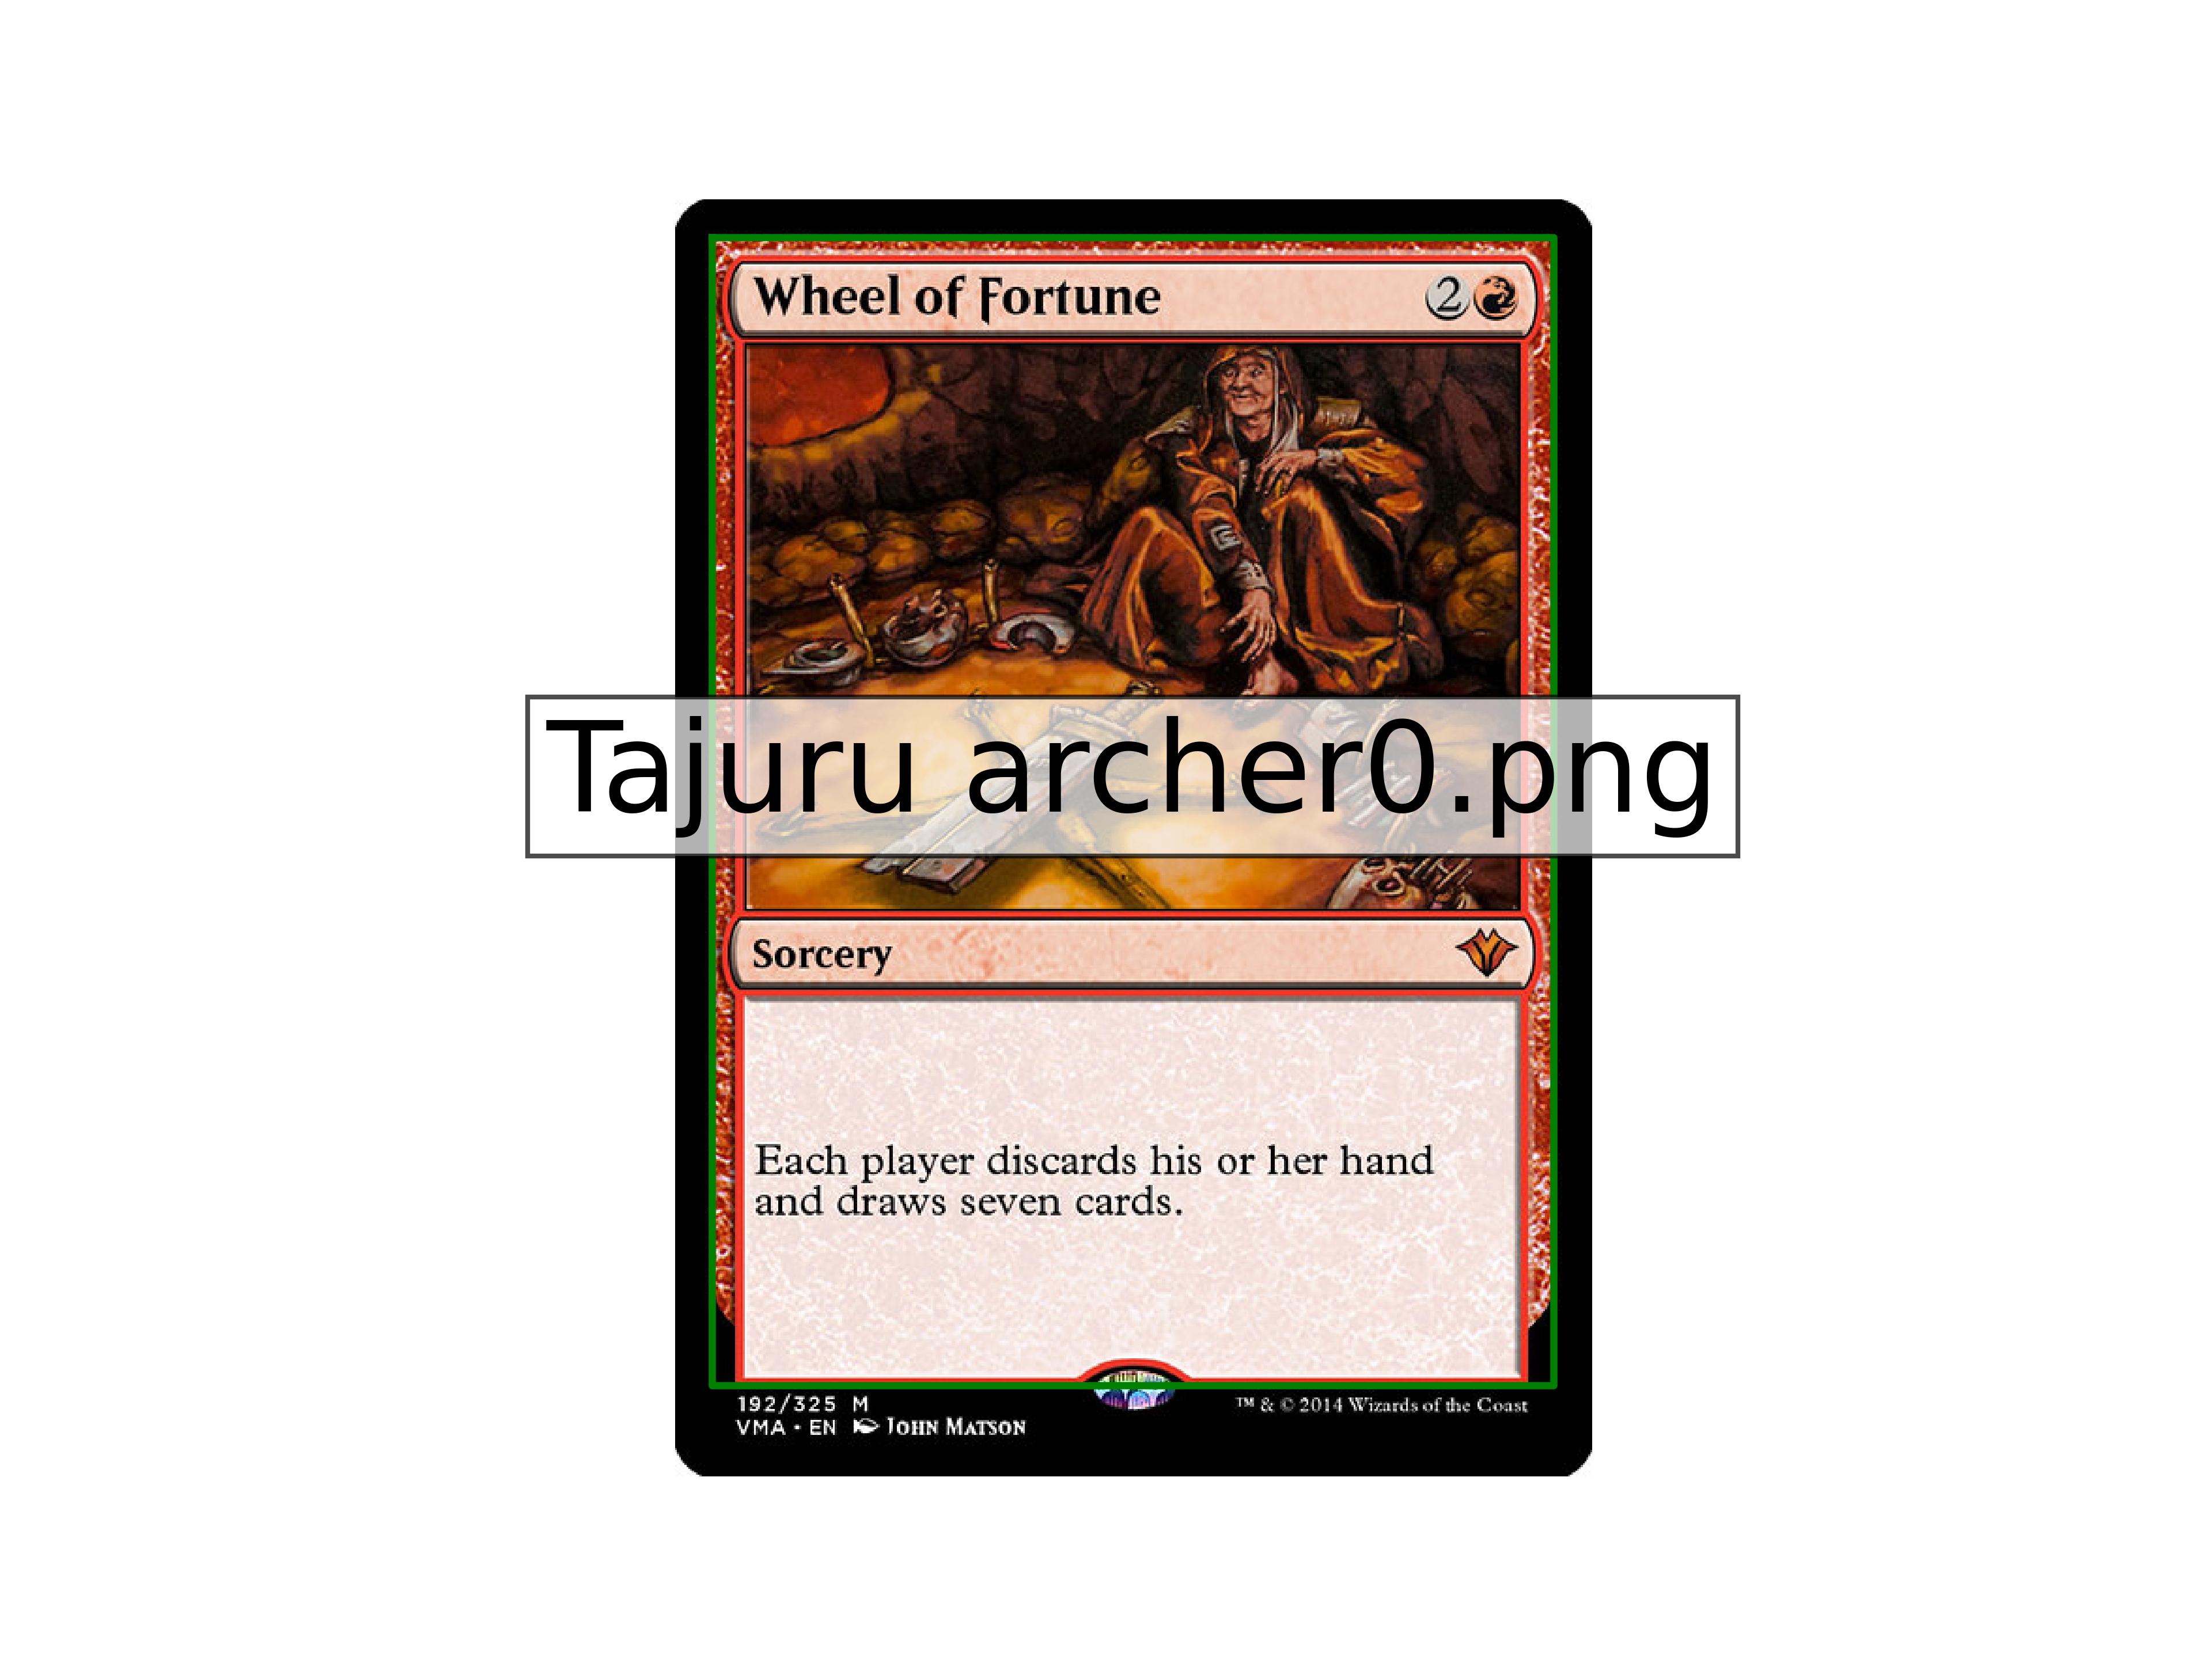 Wheel of Fortune
2
Tajuru archer0.png
Sorcery
Each player discards his or her hand
and draws seven cards.
192/325 M
™ & © 2014 Wizards of the Coast
VMA • EN JOHN MATSON